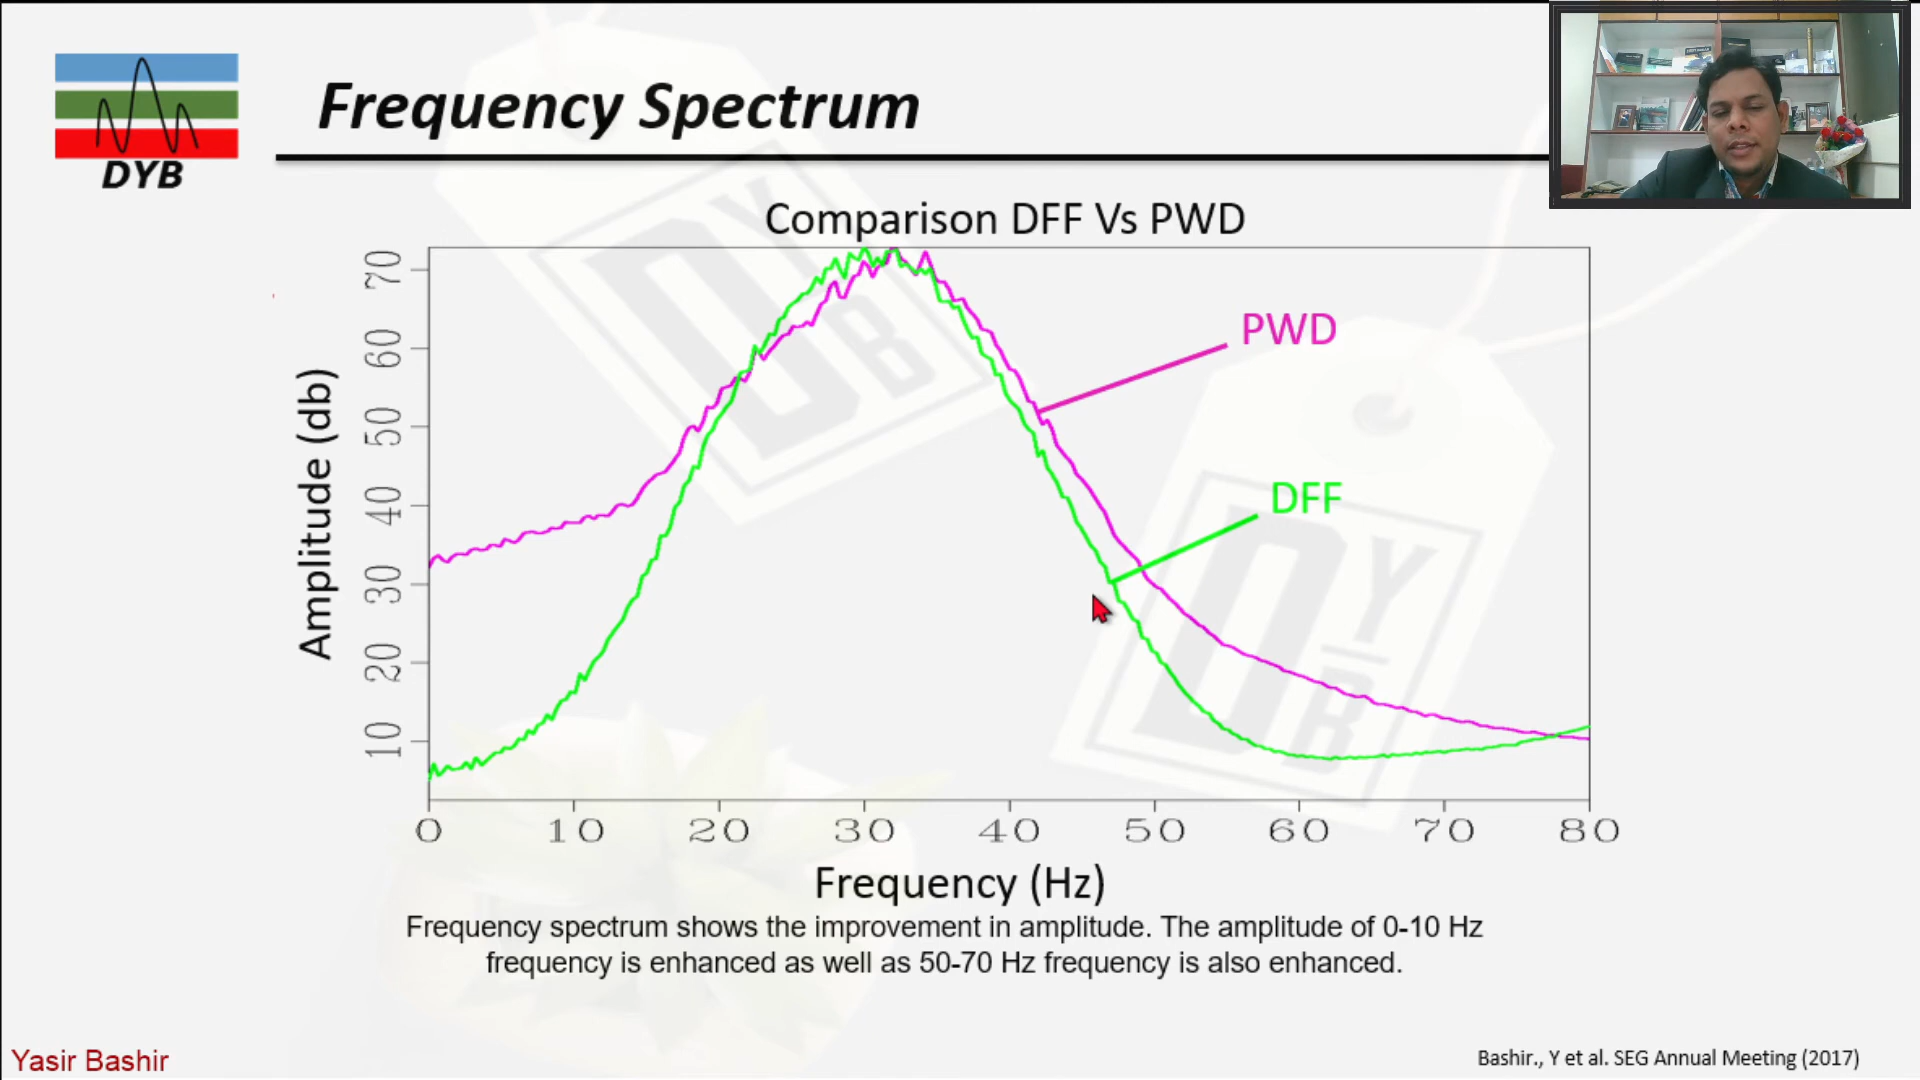 Frequency Spectrum
DYB
Comparison DFF Vs PWD
PWD
DFF
Amplitude (db)
70
60
50
40
30
20
10
0 10 20 30 40 50 60 70 80
Frequency (Hz)
Frequency spectrum shows the improvement in amplitude. The amplitude of 0-10 Hz
frequency is enhanced as well as 50-70 Hz frequency is also enhanced.
Yasir Bashir
Bashir., Y et al. SEG Annual Meeting (2017)
DYB
DYB